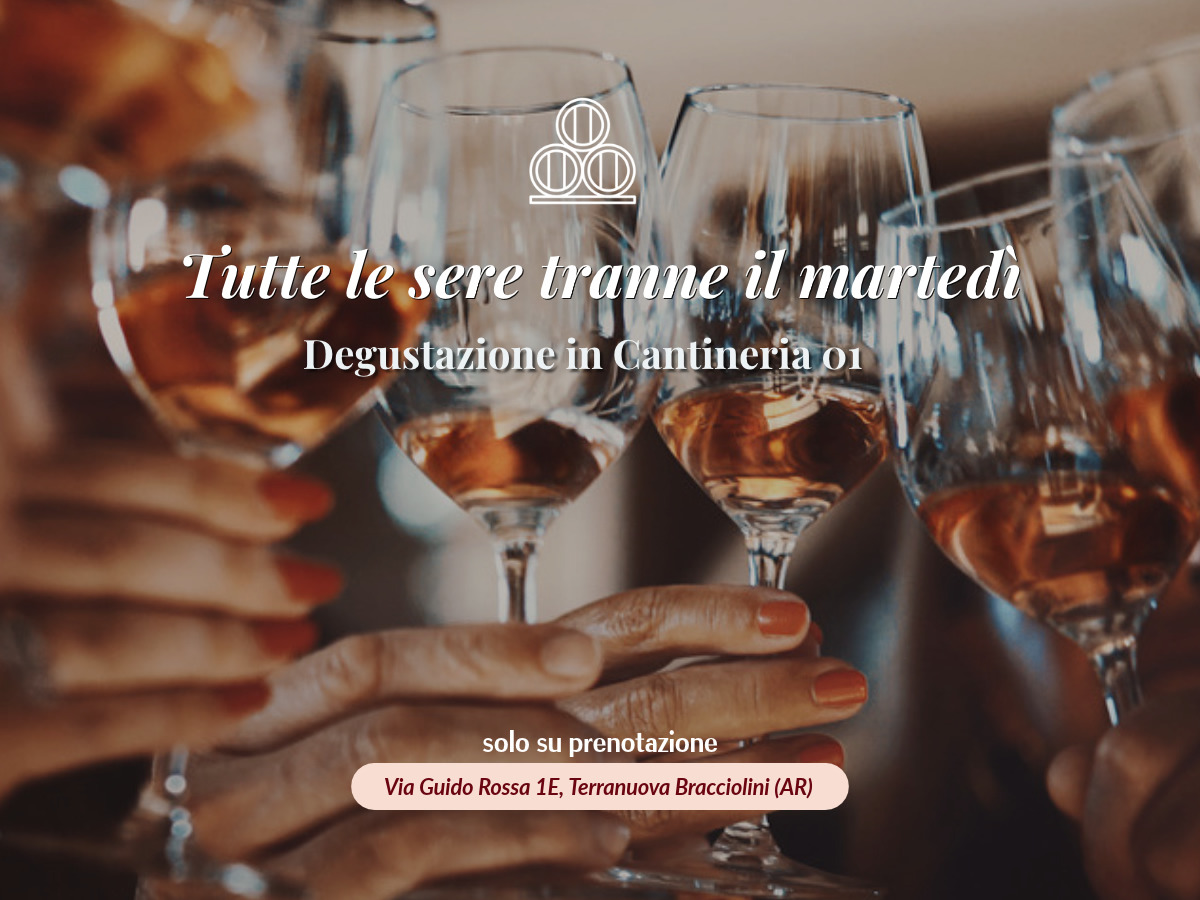 Tutte le sere tranne il martedì
Degustazione in Cantineria 01
solo su prenotazione
Via Guido Rossa 1E, Terranuova Bracciolini (AR)